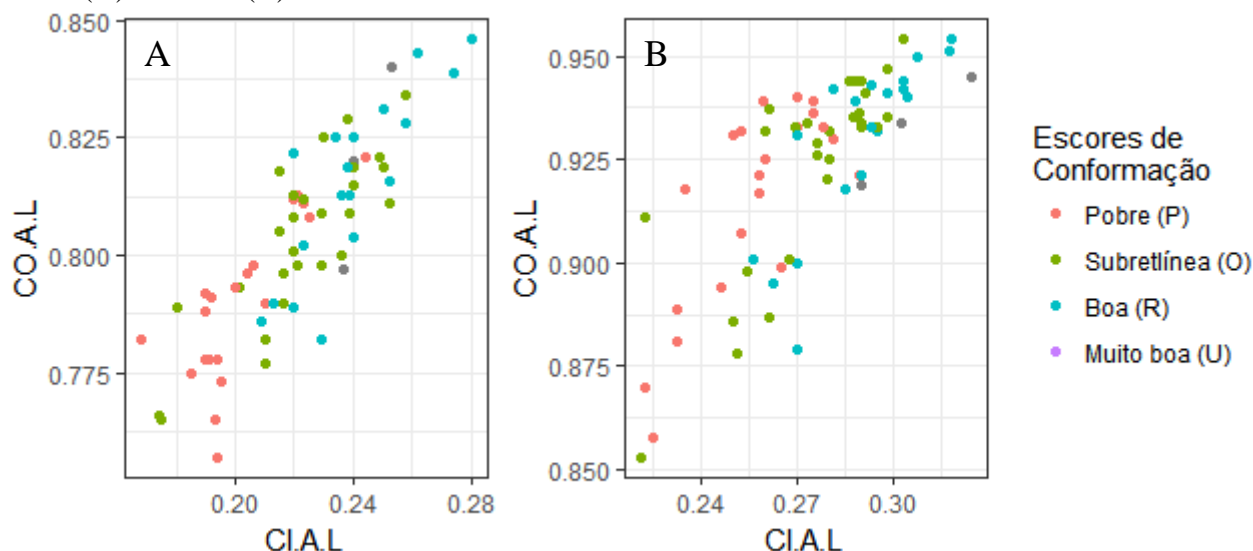 A
B
0.850
0.825
0.800
0.775
CO.A.L
0.20
0.24
0.28
CI.A.L
0.950
0.925
0.900
0.875
0.850
CO.A.L
0.24
0.27
0.30
CI.A.L
Escores de
Conformação
Pobre (P)
Subretlínea (O)
Boa (R)
Muito boa (U)